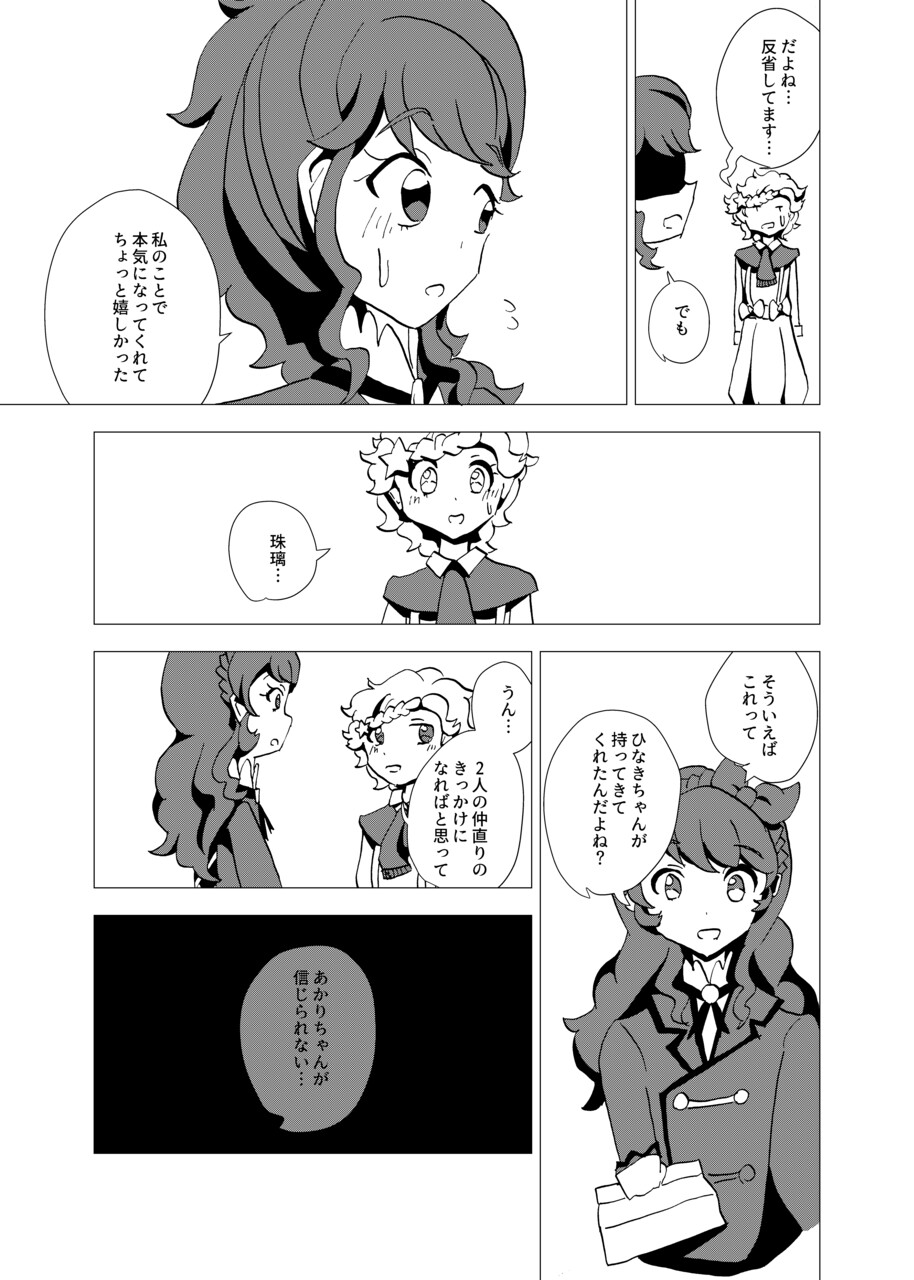 だよね…
反省してます…
でも
私のことで
本気になってくれて
ちょっと嬉しかった
珠璃…
そういえば
これって
ひなきちゃんが
持ってきて
くれたんだよね？
うん…
2人の仲直りの
きっかけに
なればと思って
あかりちゃんが
信じられない…